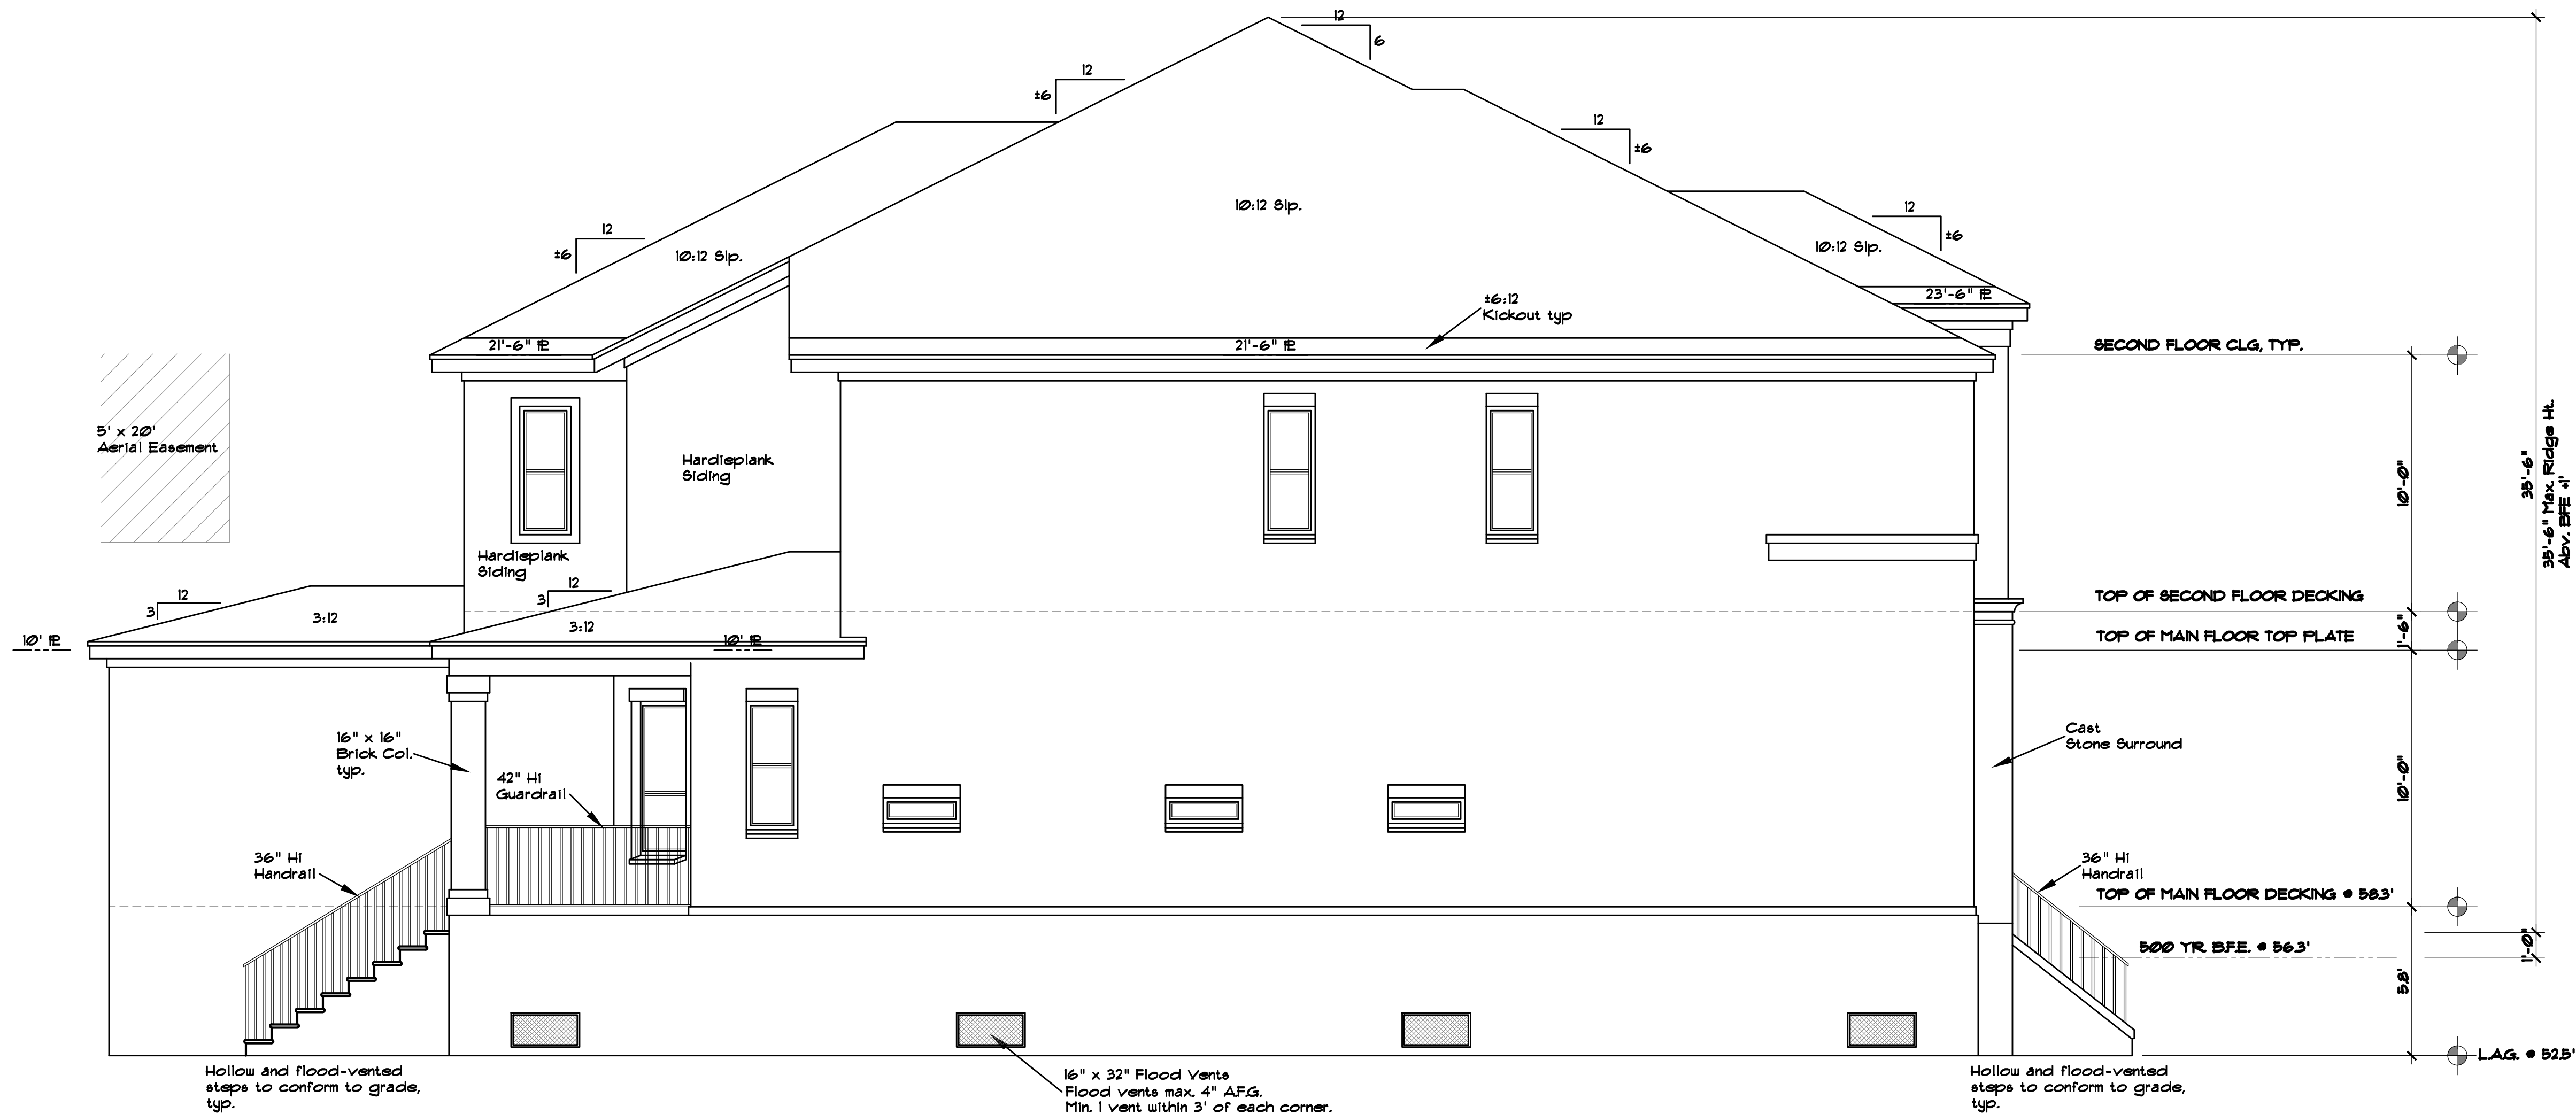 12
6
12
±6
12
±6
10:12 Slp.
12
±6
12
±6
10:12 Slp.
10:12 Slp.
23'-6" PL
±6:12
Kickout typ
21'-6" PL
21'-6" PL
SECOND FLOOR CLG, TYP.
5' x 20'
Aerial Easement
Hardieplank
Siding
Hardieplank
Siding
10'-0"
35'-6"
35'-6" Max. Ridge Ht.
Abv. BFE +1'
12
3
3:12
12
3
3:12
10' PL
10' PL
TOP OF SECOND FLOOR DECKING
1'-6"
TOP OF MAIN FLOOR TOP PLATE
16" x 16"
Brick Col.
typ.
42" Hi
Guardrail
Cast
Stone Surround
10'-0"
36" Hi
Handrail
36" Hi
Handrail
TOP OF MAIN FLOOR DECKING @ 58.3'
500 YR. B.F.E. @ 56.3'
1'-0"
5.8'
L.A.G. @ 52.5'
Hollow and flood-vented
steps to conform to grade,
typ.
16" x 32" Flood Vents
Flood vents max. 4" A.F.G.
Min. 1 vent within 3' of each corner.
Hollow and flood-vented
steps to conform to grade,
typ.